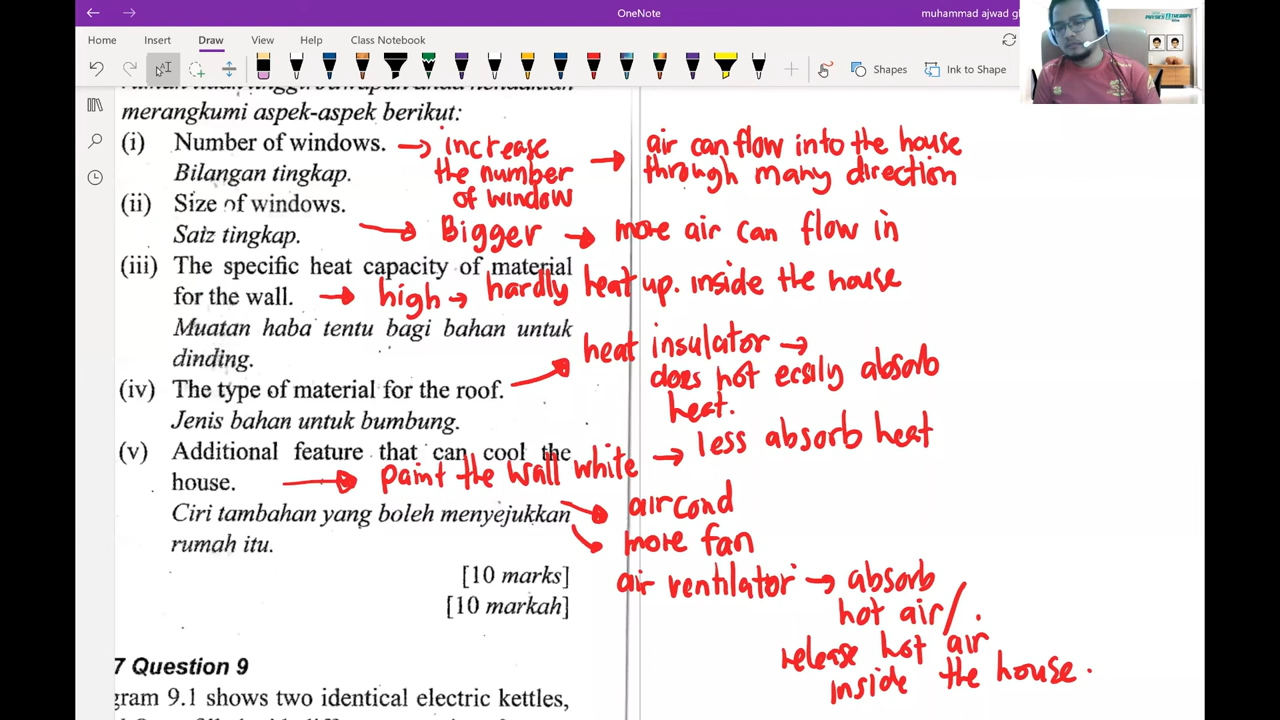 OneNote
muhammad ajwad gh
Home Insert Draw View Help Class Notebook
Shapes Ink to Shape
PHYSICS THERAPY
merangkumi aspek-aspek berikut:
(i) Number of windows. → increase the number of window → air can flow into the house through many direction
Bilangan tingkap.
(ii) Size of windows.
Saiz tingkap. → Bigger → more air can flow in
(iii) The specific heat capacity of material
for the wall. → high → hardly heat up. inside the house
Muatan haba tentu bagi bahan untuk
dinding.
(iv) The type of material for the roof. → heat insulator → does not easily absorb heat.
Jenis bahan untuk bumbung.
(v) Additional feature that can cool the
house. → paint the wall white → less absorb heat
Ciri tambahan yang boleh menyejukkan
rumah itu.
aircond
more fan
air ventilator → absorb
hot air/.
release hot air
inside the house.
[10 marks]
[10 markah]
7 Question 9
gram 9.1 shows two identical electric kettles,